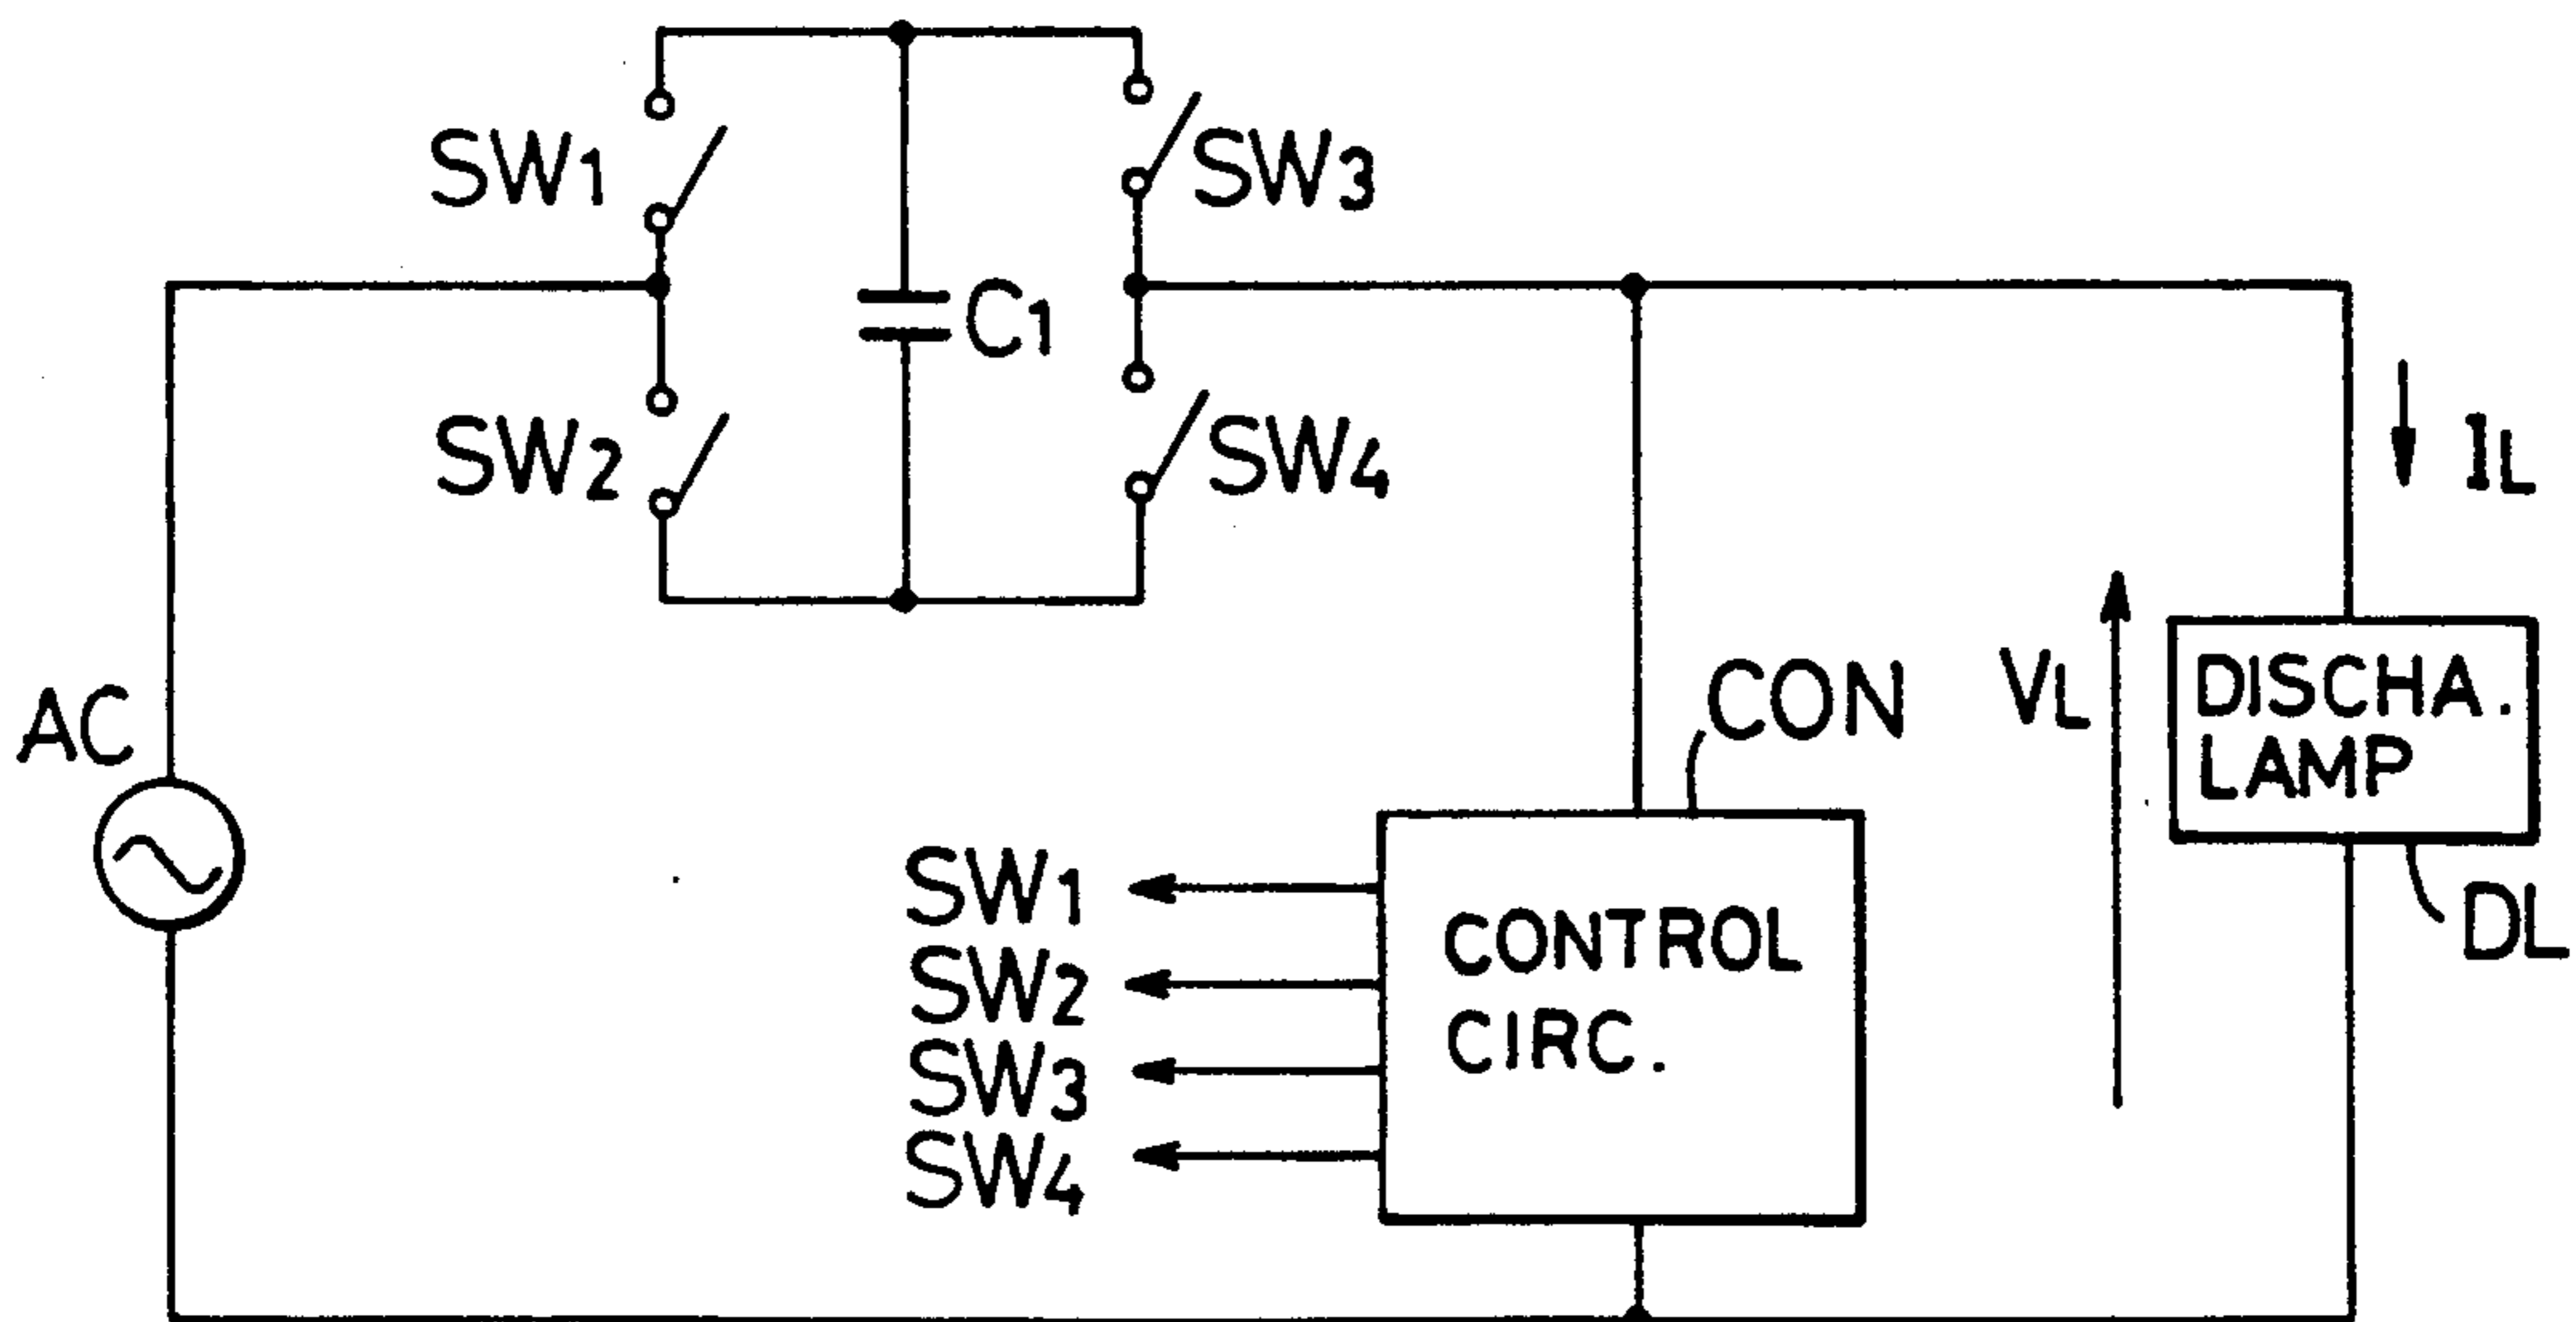 SW1
SW3
C1
SW2
SW4
IL
AC
CON
VL
DISCHA.
LAMP
DL
SW1
SW2
SW3
SW4
CONTROL
CIRC.